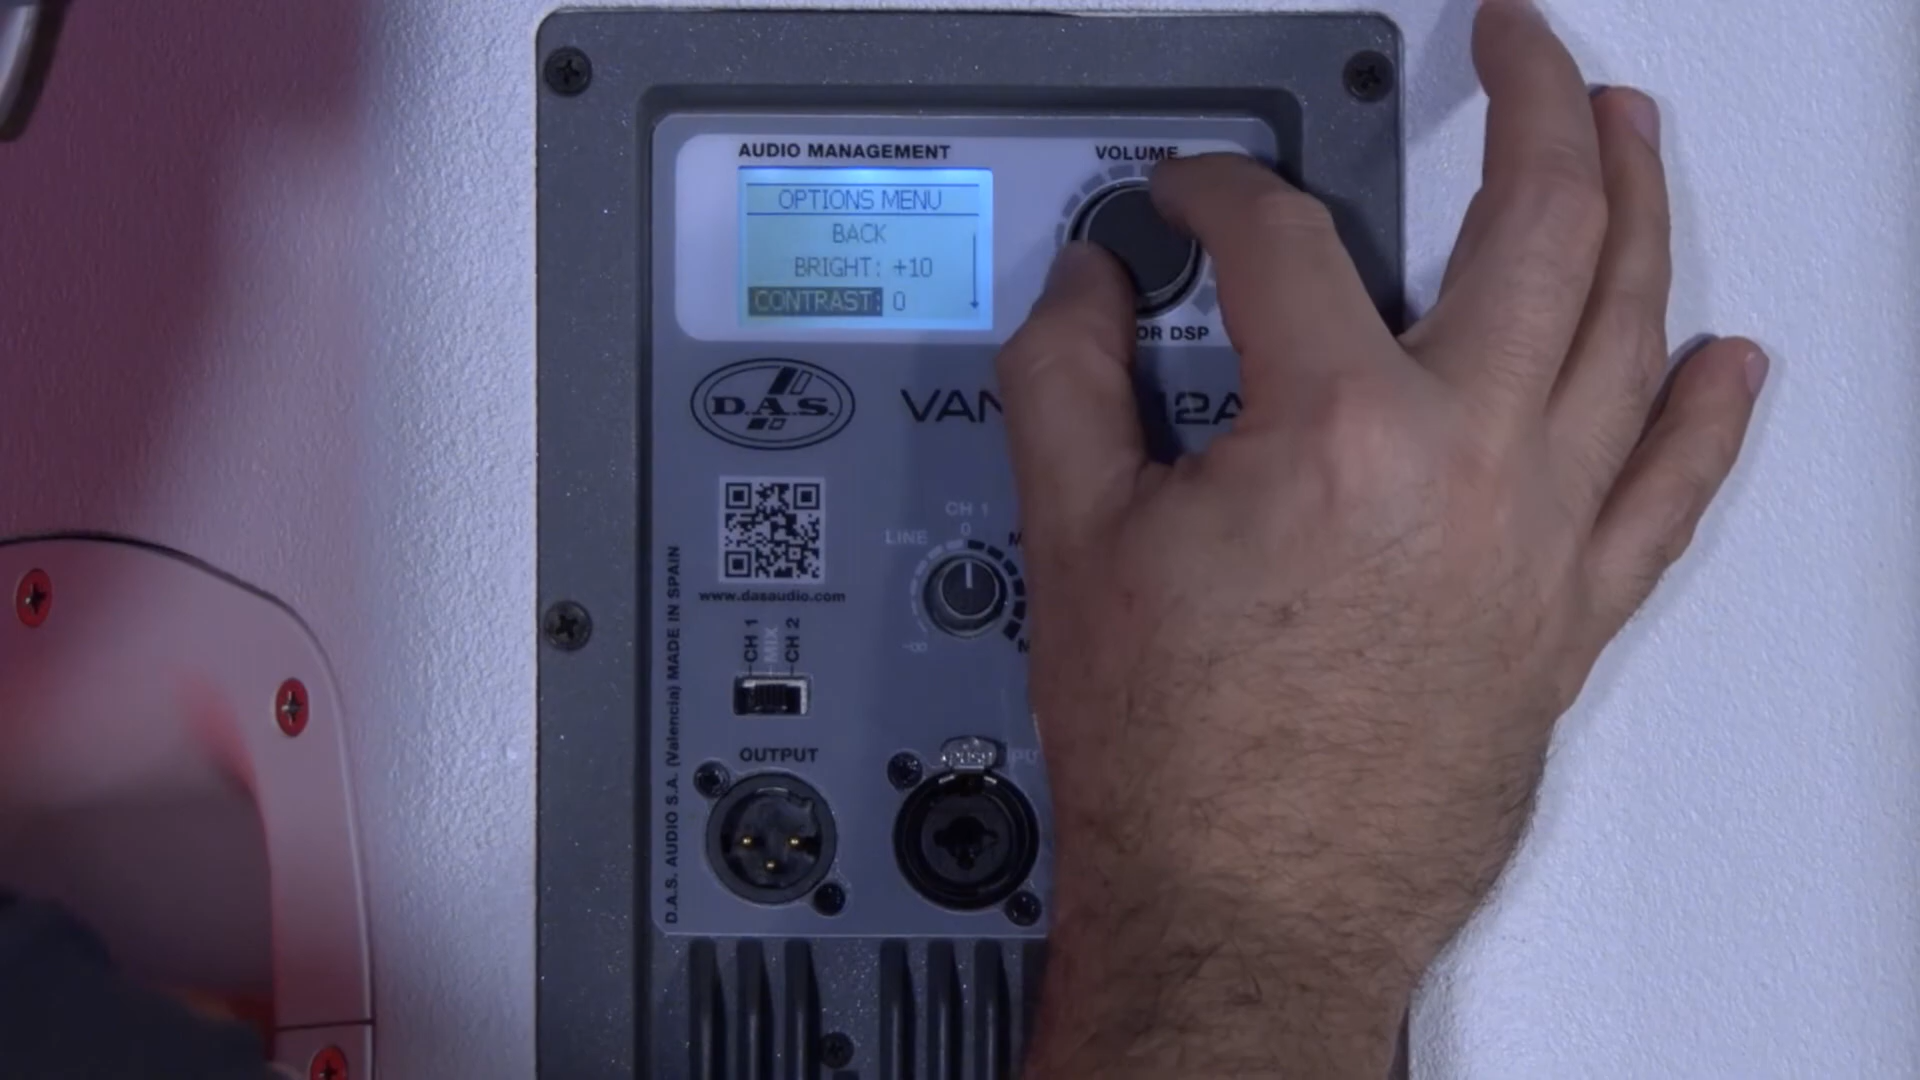 AUDIO MANAGEMENT
VOLUME
OPTIONS MENU
BACK
BRIGHT: +10
CONTRAST: 0
OR DSP
D.A.S.
VAN 12A
CH 1
0
LINE
-∞
www.dasaudio.com
CH 1
MIX
CH 2
D.A.S. AUDIO S.A. (Valencia) MADE IN SPAIN
OUTPUT
PUSH